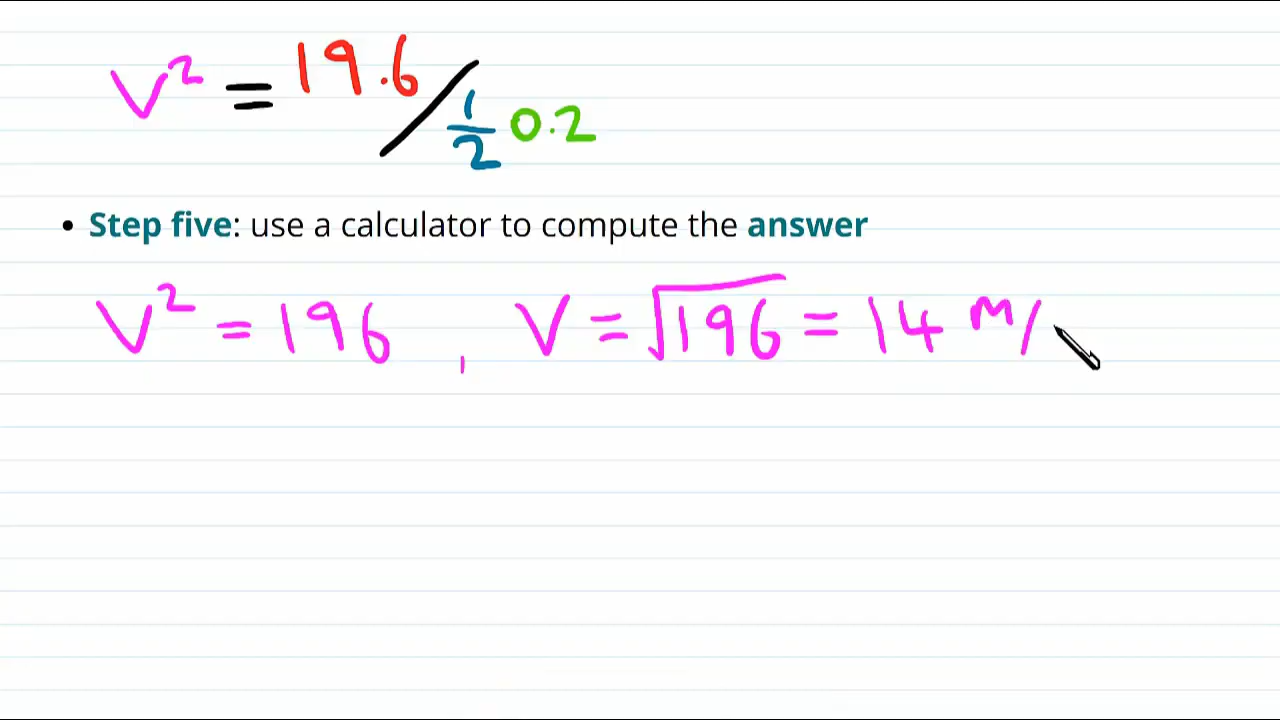 V² = 19.6 / ½ 0.2
• Step five: use a calculator to compute the answer
V² = 196 , V = √196 = 14 m/